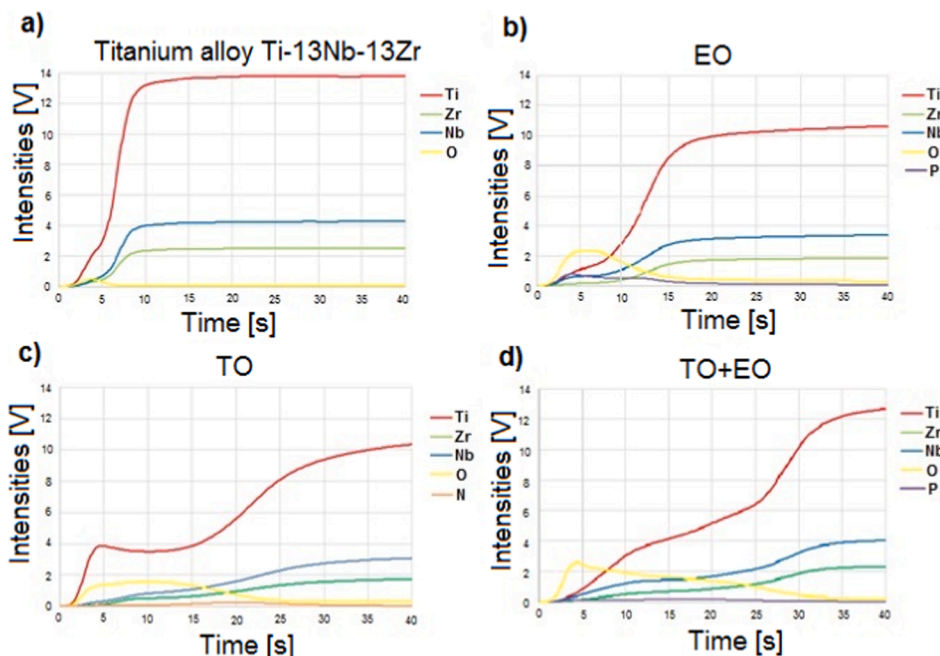 a)
Titanium alloy Ti-13Nb-13Zr
Intensities [V]
14
12
10
8
6
4
2
0
0 5 10 15 20 25 30 35 40
Time [s]
Ti
Zr
Nb
O
b)
EO
Intensities [V]
14
12
10
8
6
4
2
0
0 5 10 15 20 25 30 35 40
Time [s]
Ti
Zr
Nb
O
P
c)
TO
Intensities [V]
14
12
10
8
6
4
2
0
0 5 10 15 20 25 30 35 40
Time [s]
Ti
Zr
Nb
O
N
d)
TO+EO
Intensities [V]
14
12
10
8
6
4
2
0
0 5 10 15 20 25 30 35 40
Time [s]
Ti
Zr
Nb
O
P